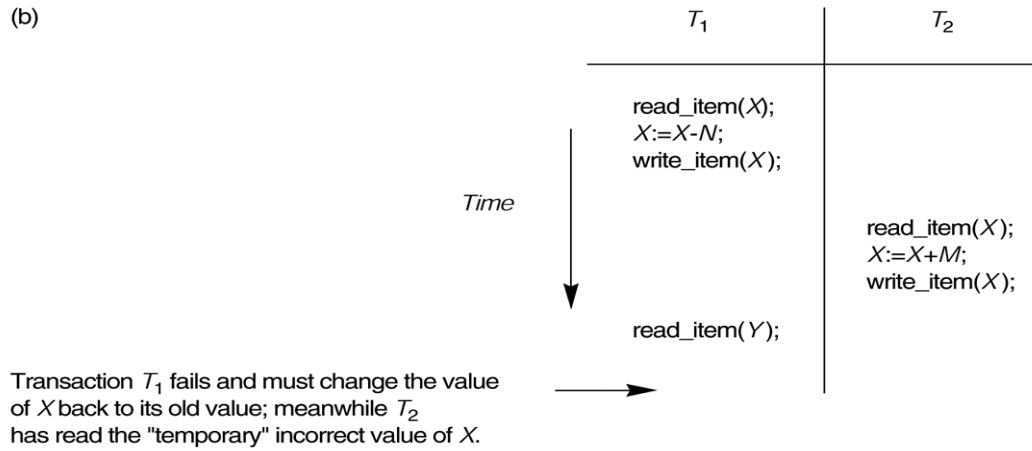 (b)
T1 T2
read_item(X);
X:=X-N;
write_item(X);
Time
read_item(X);
X:=X+M;
write_item(X);
read_item(Y);
Transaction T1 fails and must change the value
of X back to its old value; meanwhile T2
has read the "temporary" incorrect value of X.